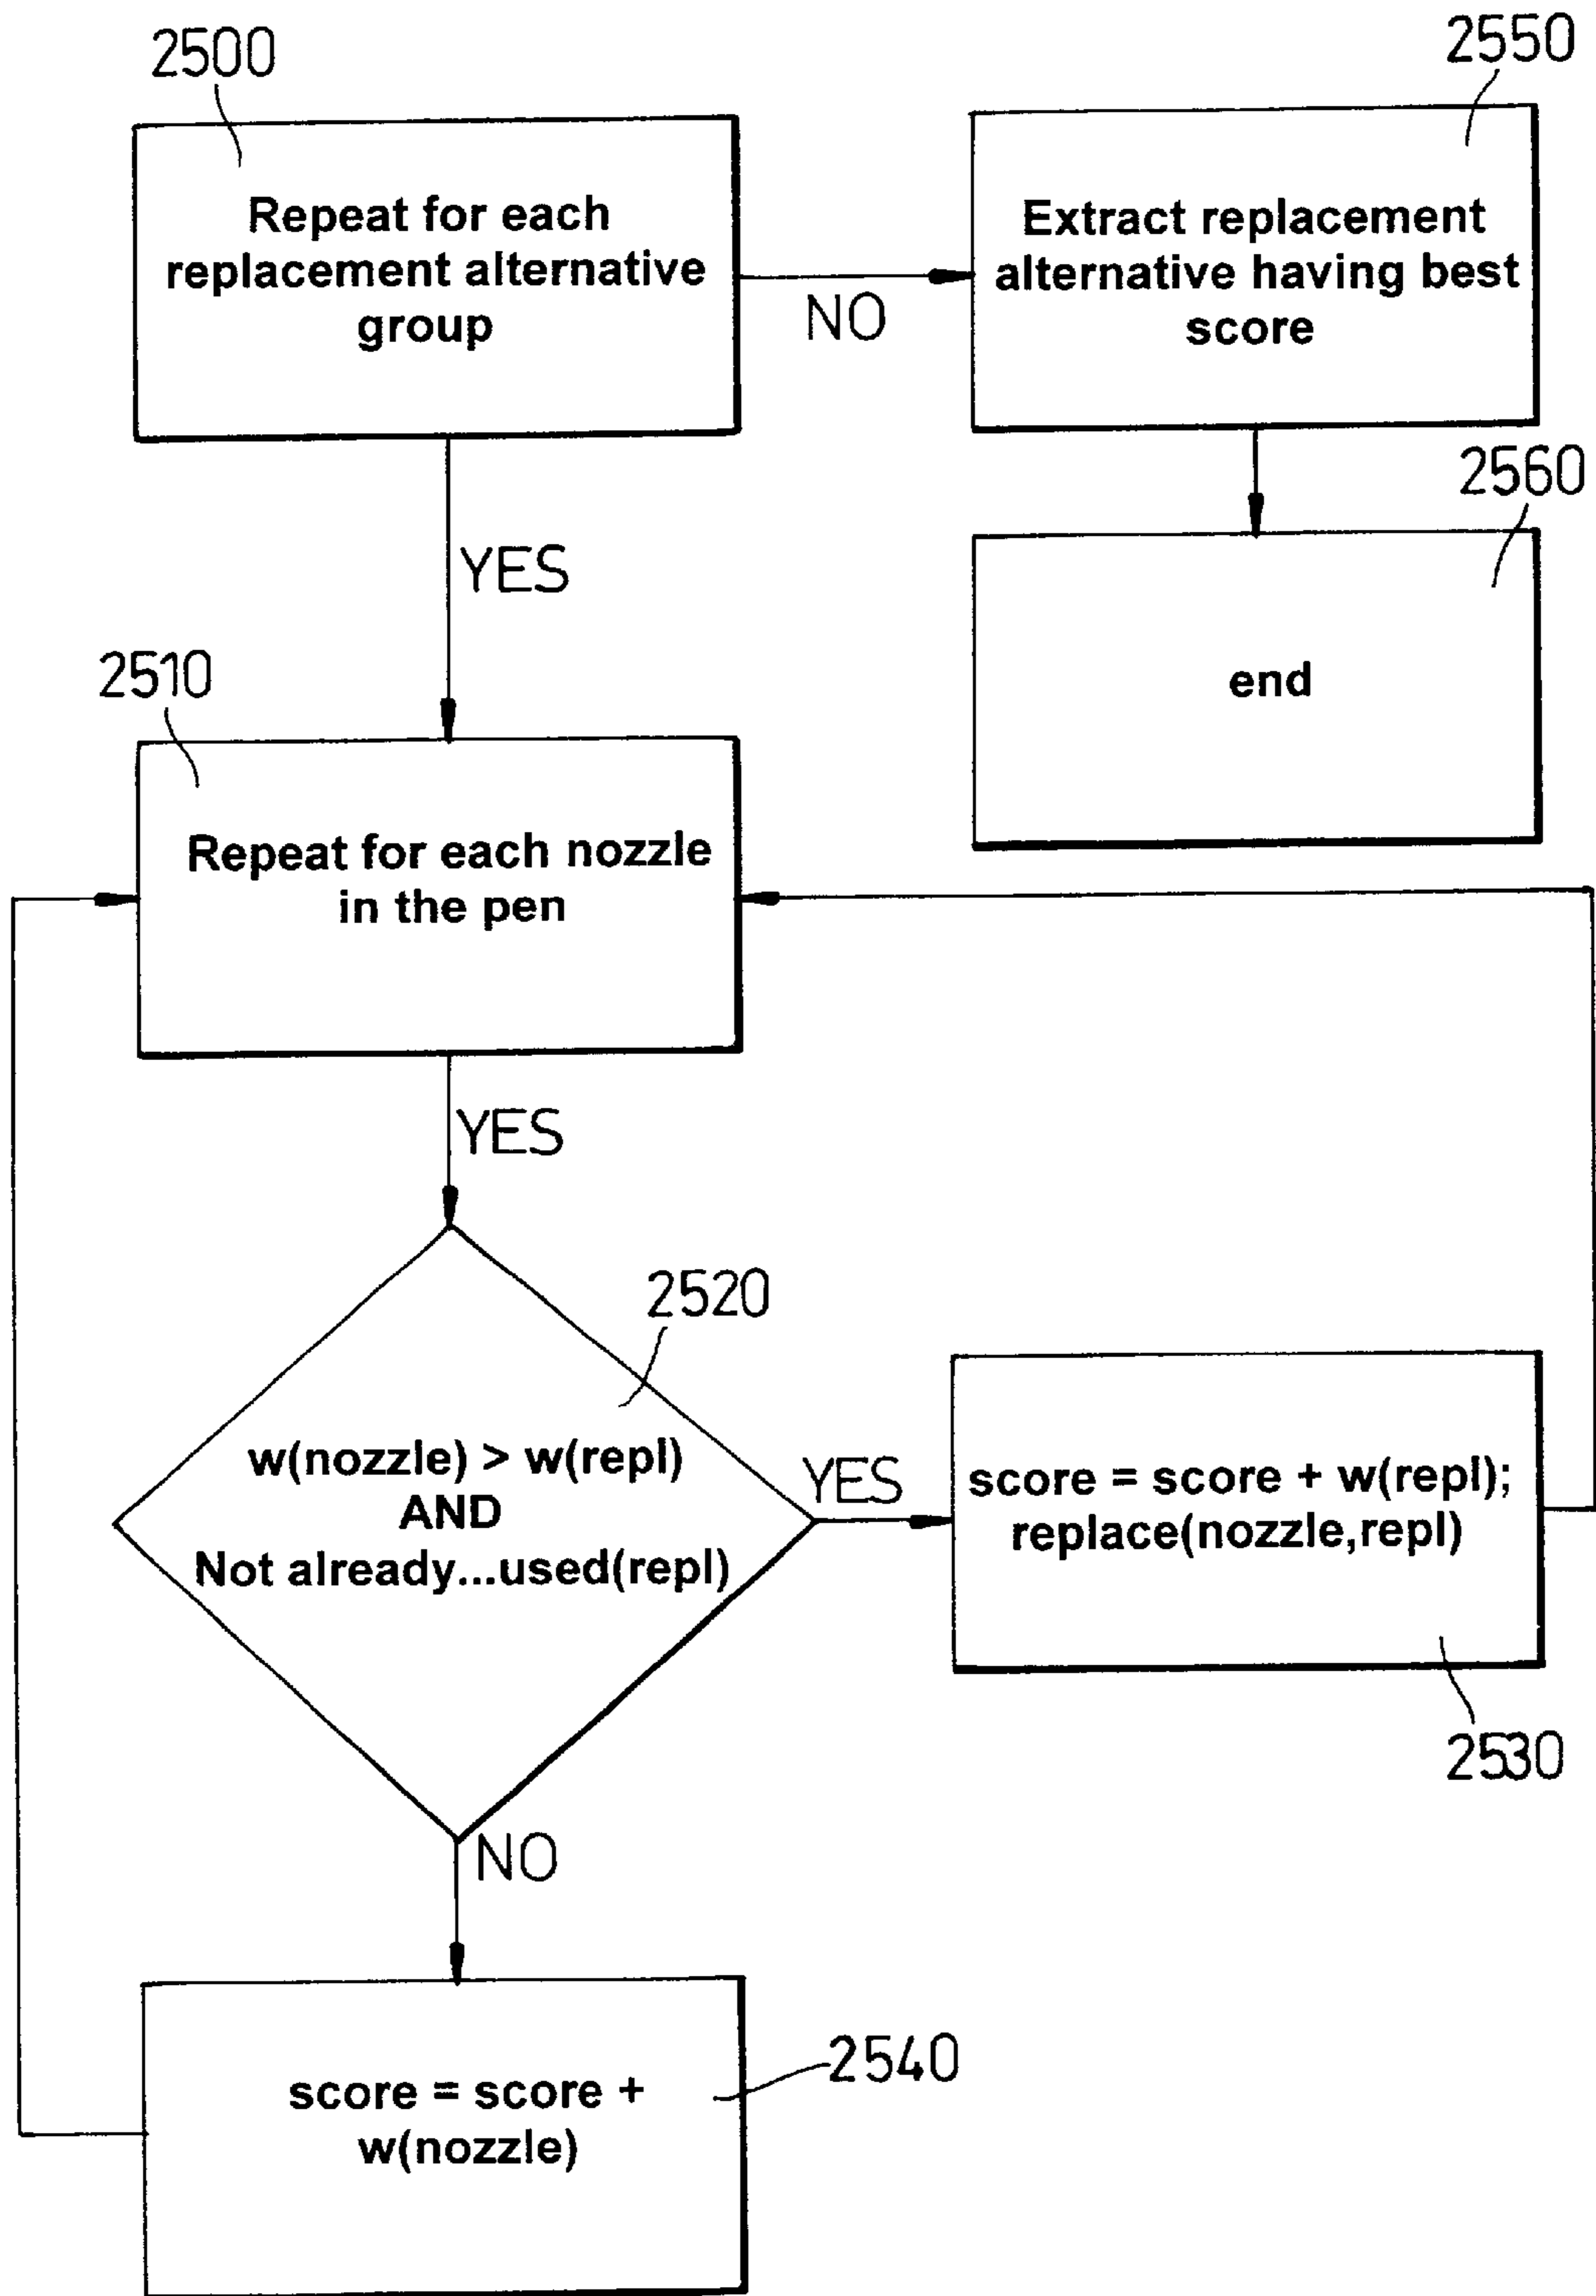 2500
2550
Repeat for each
replacement alternative
group
NO
Extract replacement
alternative having best
score
2560
YES
end
2510
Repeat for each nozzle
in the pen
YES
2520
w(nozzle) > w(repl)
AND
Not already...used(repl)
YES
score = score + w(repl);
replace(nozzle,repl)
2530
NO
2540
score = score +
w(nozzle)